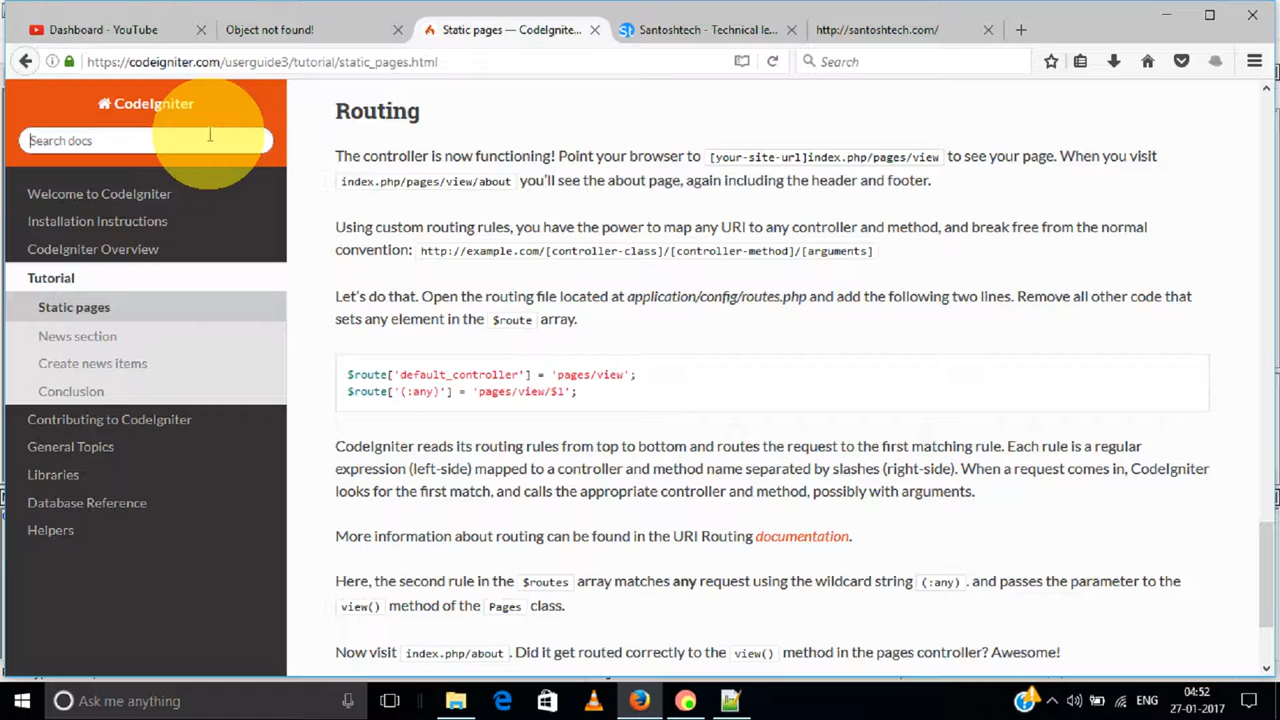 Dashboard - YouTube
Object not found!
Static pages — CodeIgnite...
Santoshtech - Technical le...
http://santoshtech.com/
https://codeigniter.com/userguide3/tutorial/static_pages.html
Search
CodeIgniter
Search docs
Welcome to CodeIgniter
Installation Instructions
CodeIgniter Overview
Tutorial
Static pages
News section
Create news items
Conclusion
Contributing to CodeIgniter
General Topics
Libraries
Database Reference
Helpers
Routing
The controller is now functioning! Point your browser to [your-site-url]index.php/pages/view to see your page. When you visit
index.php/pages/view/about you'll see the about page, again including the header and footer.
Using custom routing rules, you have the power to map any URI to any controller and method, and break free from the normal
convention: http://example.com/[controller-class]/[controller-method]/[arguments]
Let's do that. Open the routing file located at application/config/routes.php and add the following two lines. Remove all other code that
sets any element in the $route array.
$route['default_controller'] = 'pages/view';
$route['(:any)'] = 'pages/view/$1';
CodeIgniter reads its routing rules from top to bottom and routes the request to the first matching rule. Each rule is a regular
expression (left-side) mapped to a controller and method name separated by slashes (right-side). When a request comes in, CodeIgniter
looks for the first match, and calls the appropriate controller and method, possibly with arguments.
More information about routing can be found in the URI Routing documentation.
Here, the second rule in the $routes array matches any request using the wildcard string (:any). and passes the parameter to the
view() method of the Pages class.
Now visit index.php/about. Did it get routed correctly to the view() method in the pages controller? Awesome!
Ask me anything
ENG
04:52
27-01-2017